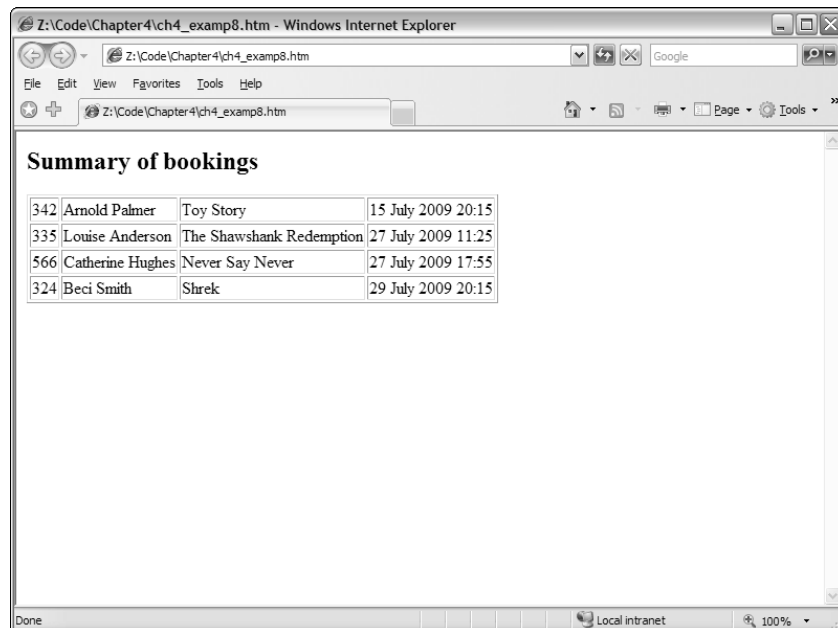 Z:\Code\Chapter4\ch4_examp8.htm - Windows Internet Explorer
Z:\Code\Chapter4\ch4_examp8.htm
Google
File Edit View Favorites Tools Help
Z:\Code\Chapter4\ch4_examp8.htm
Page Tools »
Summary of bookings
342 Arnold Palmer Toy Story 15 July 2009 20:15
335 Louise Anderson The Shawshank Redemption 27 July 2009 11:25
566 Catherine Hughes Never Say Never 27 July 2009 17:55
324 Beci Smith Shrek 29 July 2009 20:15
Done Local intranet 100%